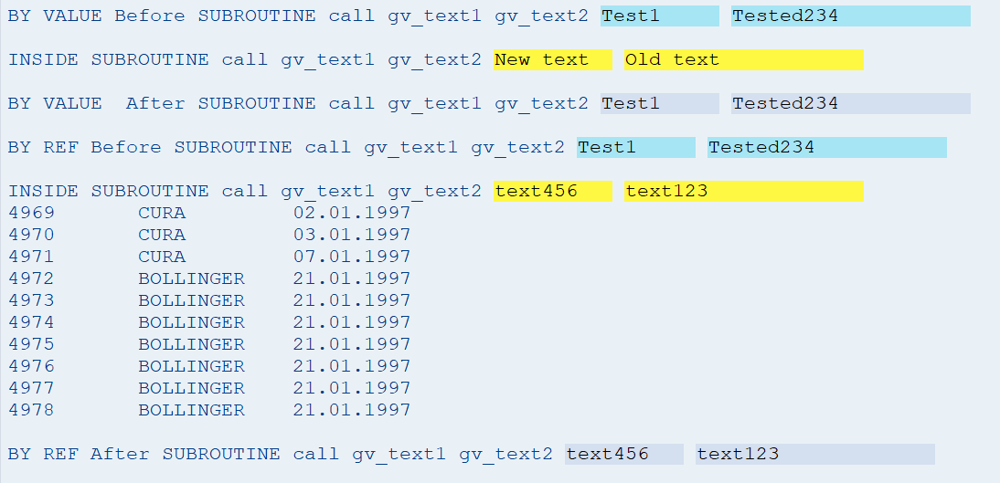 BY VALUE Before SUBROUTINE call gv_text1 gv_text2 Test1 Tested234
INSIDE SUBROUTINE call gv_text1 gv_text2 New text Old text
BY VALUE  After SUBROUTINE call gv_text1 gv_text2 Test1 Tested234
BY REF Before SUBROUTINE call gv_text1 gv_text2 Test1 Tested234
INSIDE SUBROUTINE call gv_text1 gv_text2 text456 text123
4969 CURA 02.01.1997
4970 CURA 03.01.1997
4971 CURA 07.01.1997
4972 BOLLINGER 21.01.1997
4973 BOLLINGER 21.01.1997
4974 BOLLINGER 21.01.1997
4975 BOLLINGER 21.01.1997
4976 BOLLINGER 21.01.1997
4977 BOLLINGER 21.01.1997
4978 BOLLINGER 21.01.1997
BY REF After SUBROUTINE call gv_text1 gv_text2 text456 text123